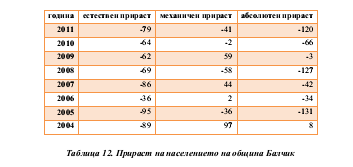 година естествен прираст механичен прираст абсолютен прираст
2011 -79 -41 -120
2010 -64 -2 -66
2009 -62 59 -3
2008 -69 -58 -127
2007 -86 44 -42
2006 -36 2 -34
2005 -95 -36 -131
2004 -89 97 8
Таблица 12. Прираст на населението на община Балчик